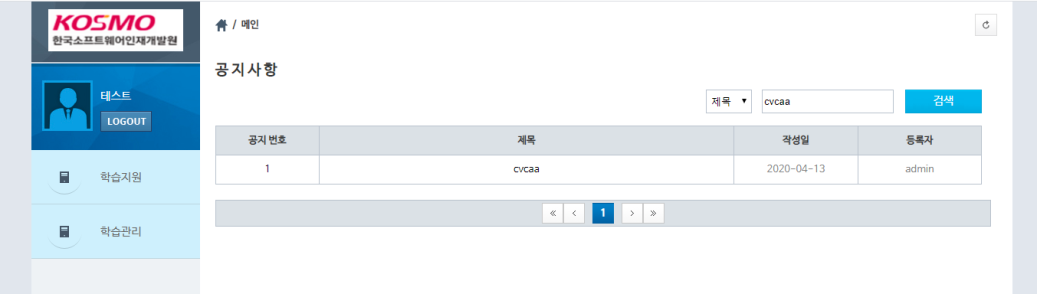 KOSMO
한국소프트웨어인재개발원
테스트
LOGOUT
학습지원
학습관리
/ 메인
공지사항
제목 cvcaa 검색
공지 번호 제목 작성일 등록자
1 cvcaa 2020-04-13 admin
« < 1 > »